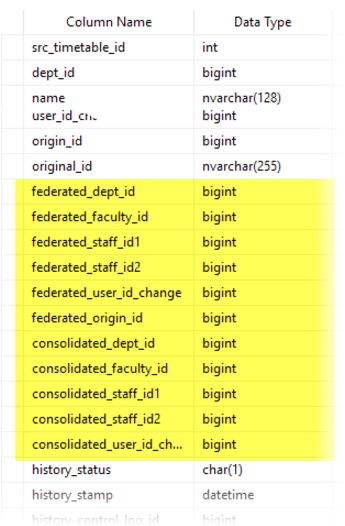 Column Name Data Type
src_timetable_id int
dept_id bigint
name nvarchar(128)
bigint
origin_id bigint
original_id nvarchar(255)
federated_dept_id bigint
federated_faculty_id bigint
federated_staff_id1 bigint
federated_staff_id2 bigint
federated_user_id_change bigint
federated_origin_id bigint
consolidated_dept_id bigint
consolidated_faculty_id bigint
consolidated_staff_id1 bigint
consolidated_staff_id2 bigint
consolidated_user_id_ch... bigint
history_status char(1)
history_stamp datetime
history_control_log_id bigint